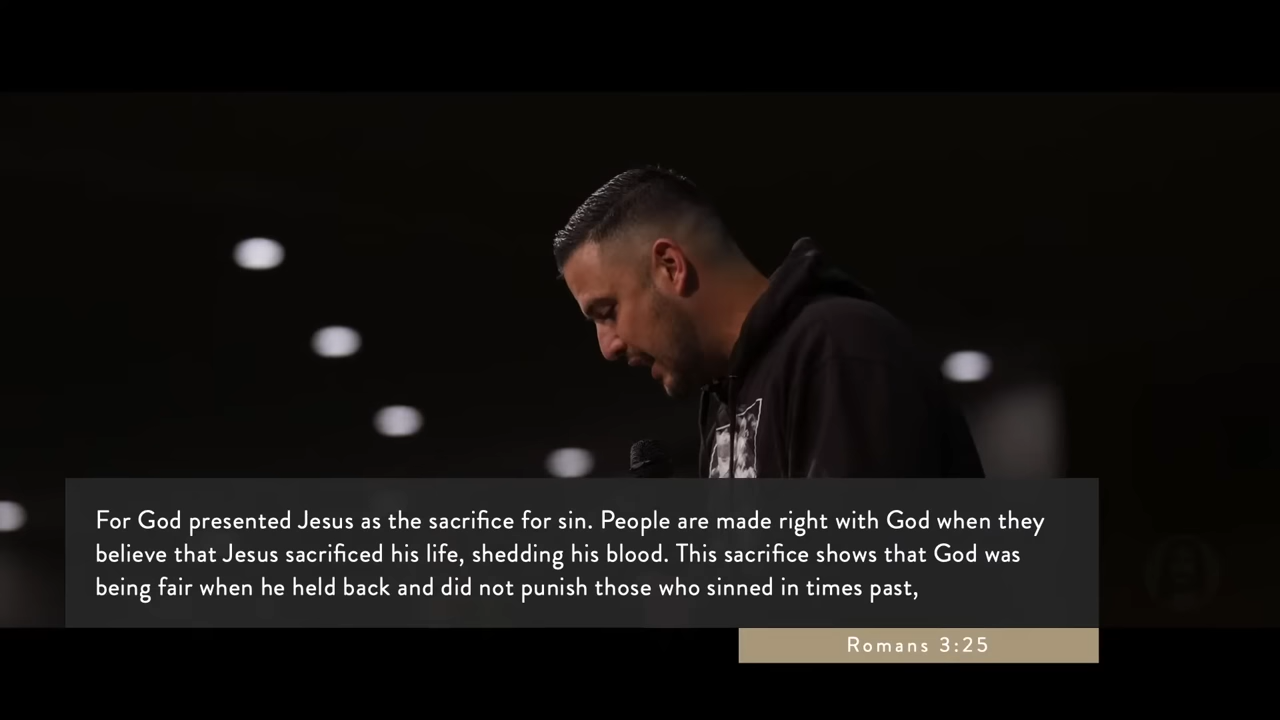 For God presented Jesus as the sacrifice for sin. People are made right with God when they
believe that Jesus sacrificed his life, shedding his blood. This sacrifice shows that God was
being fair when he held back and did not punish those who sinned in times past,
Romans 3:25